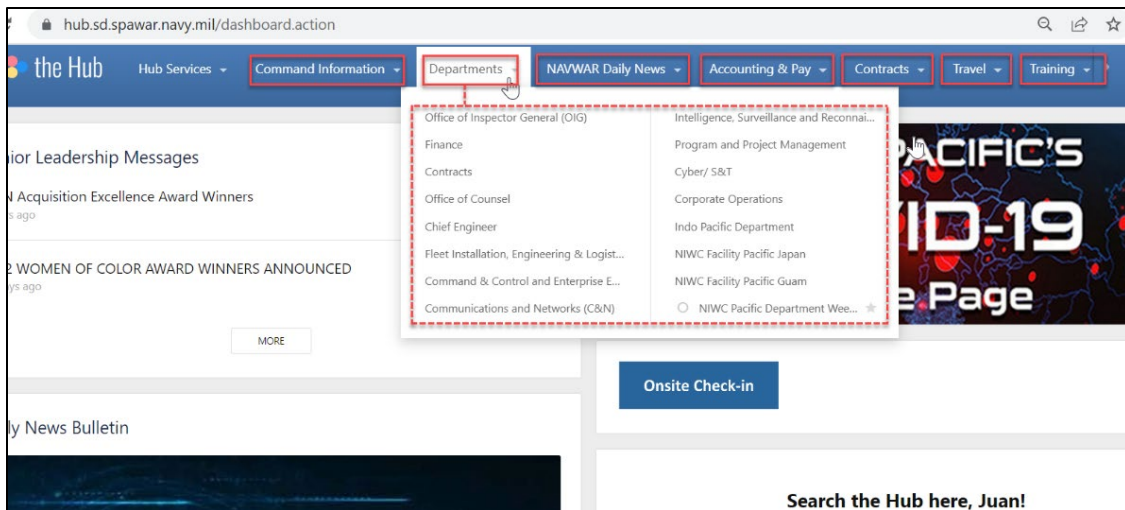 hub.sd.spawar.navy.mil/dashboard.action
the Hub
Hub Services
Command Information
Departments
NAVWAR Daily News
Accounting & Pay
Contracts
Travel
Training
Office of Inspector General (OIG)
Finance
Contracts
Office of Counsel
Chief Engineer
Fleet Installation, Engineering & Logist...
Command & Control and Enterprise E...
Communications and Networks (C&N)
Intelligence, Surveillance and Reconnai...
Program and Project Management
Cyber/ S&T
Corporate Operations
Indo Pacific Department
NIWC Facility Pacific Japan
NIWC Facility Pacific Guam
NIWC Pacific Department Wee...
ior Leadership Messages
Acquisition Excellence Award Winners
s ago
2 WOMEN OF COLOR AWARD WINNERS ANNOUNCED
ys ago
MORE
PACIFIC'S
ID-19
e Page
Onsite Check-in
ly News Bulletin
Search the Hub here, Juan!